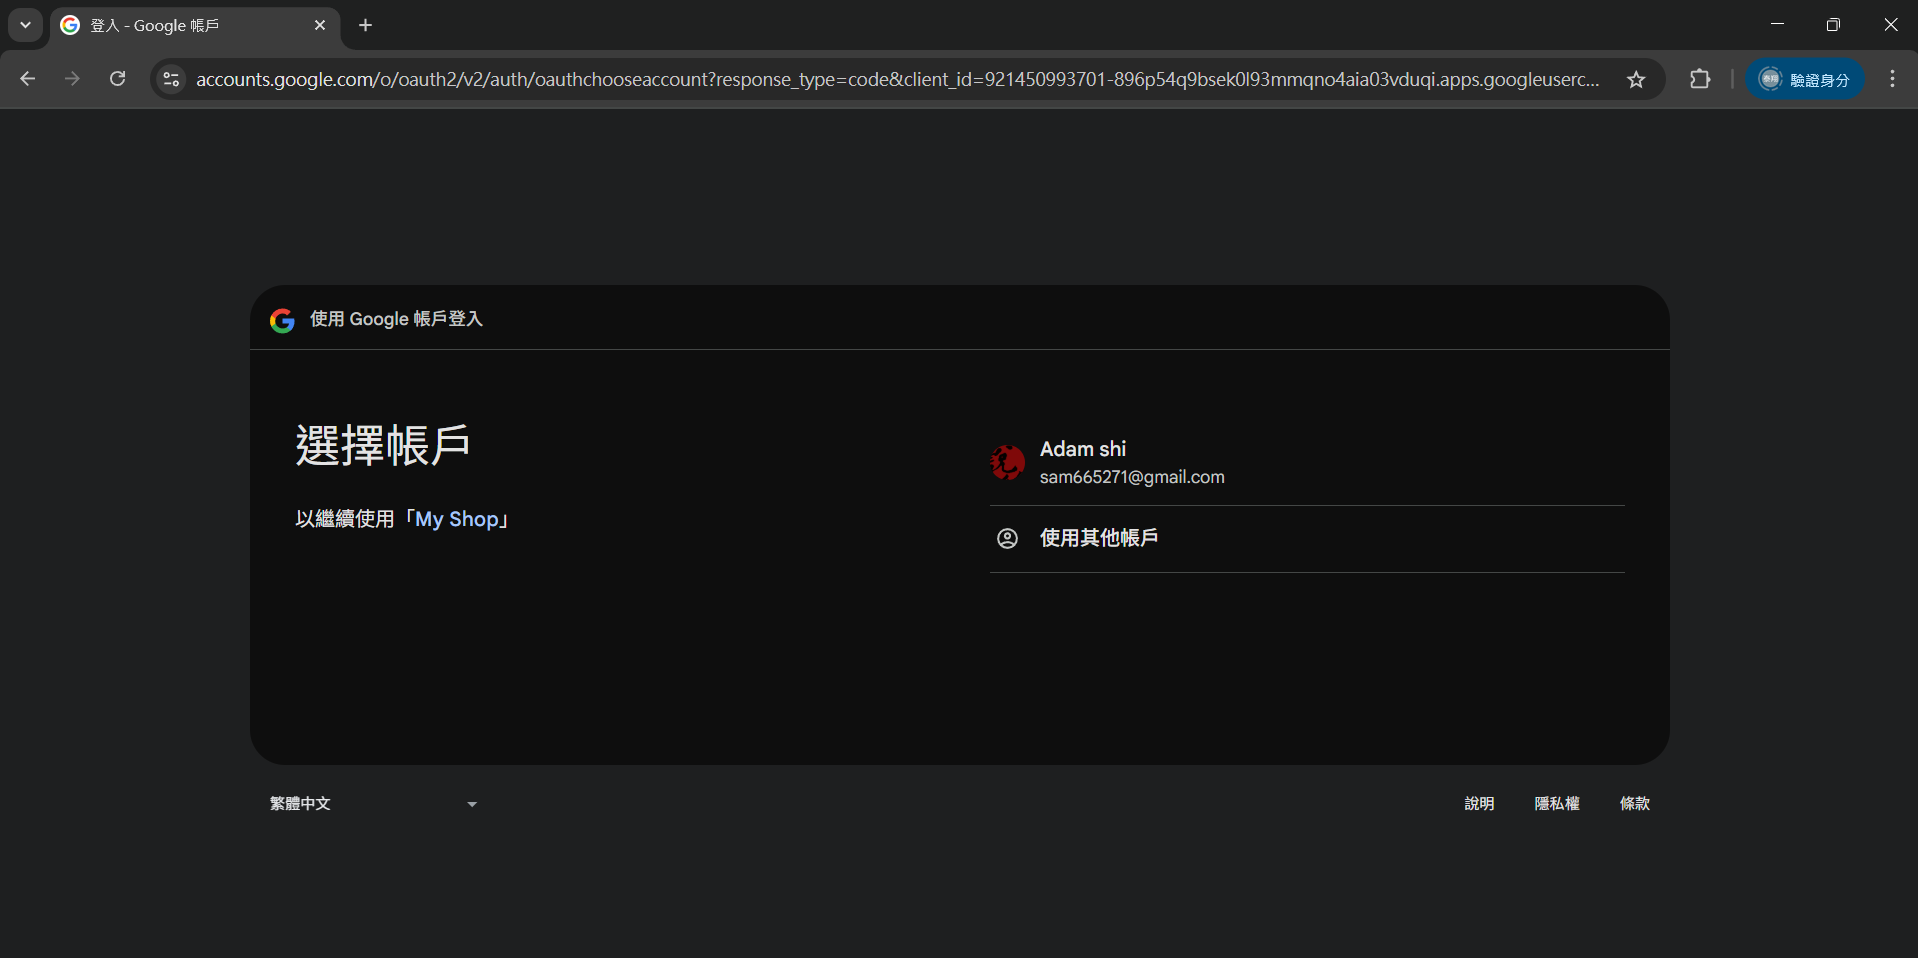 登入 - Google 帳戶
accounts.google.com/o/oauth2/v2/auth/oauthchooseaccount?response_type=code&client_id=921450993701-896p54q9bsek0l93mmqno4aia03vduqi.apps.googleuserc...
驗證身分
使用 Google 帳戶登入
選擇帳戶
以繼續使用「My Shop」
Adam shi
sam665271@gmail.com
使用其他帳戶
繁體中文
說明
隱私權
條款